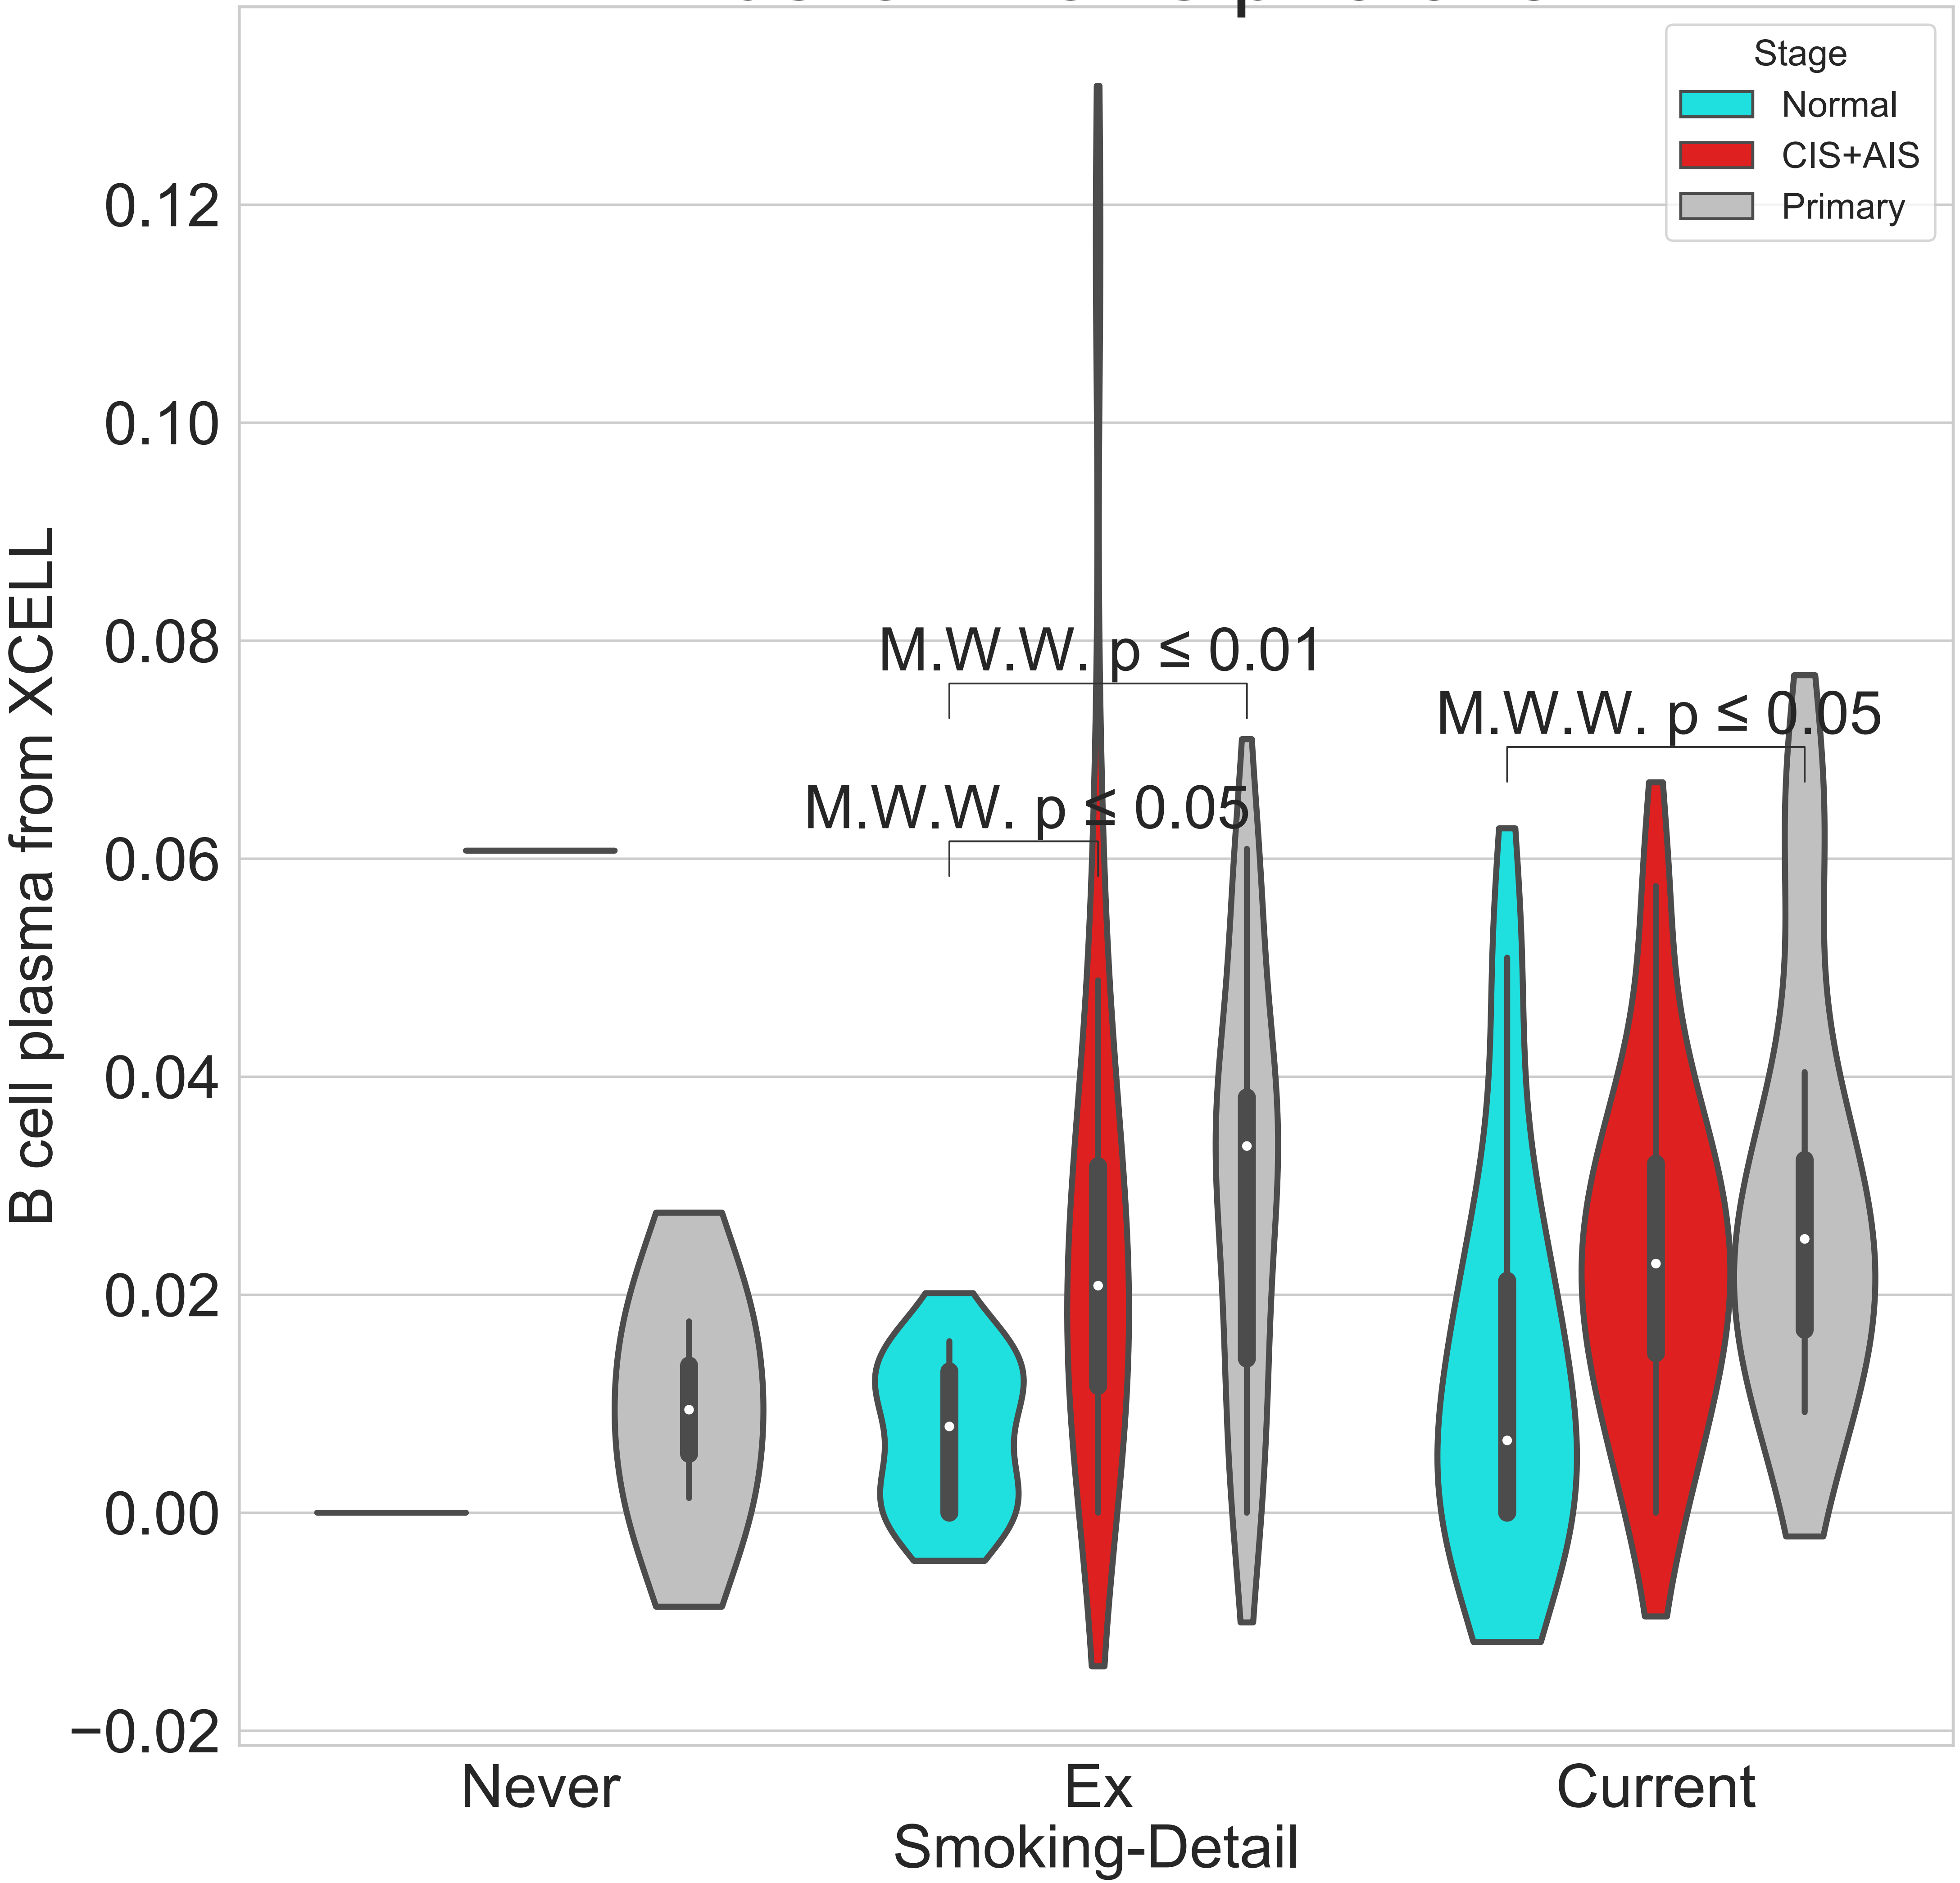 Stage
Normal
CIS+AIS
Primary
0.12
0.10
0.08
0.06
0.04
0.02
0.00
−0.02
B cell plasma from XCELL
M.W.W. p ≤ 0.01
M.W.W. p ≤ 0.05
M.W.W. p ≤ 0.05
Never
Ex
Current
Smoking-Detail